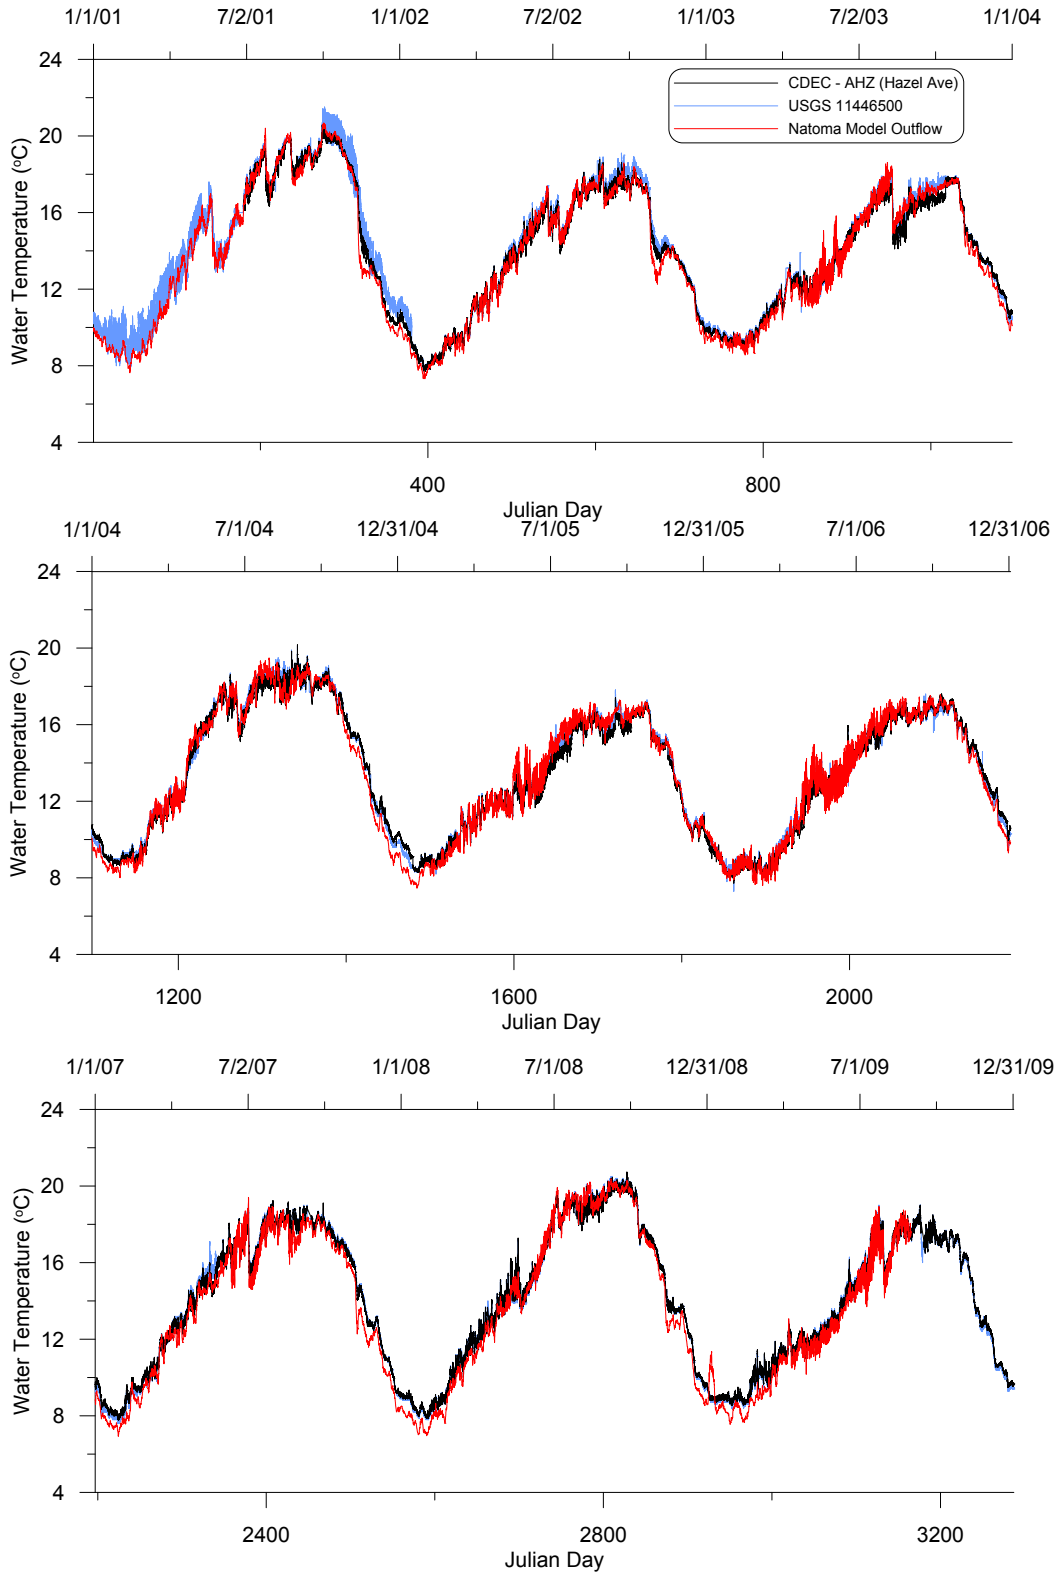 1/1/01 7/2/01 1/1/02 7/2/02 1/1/03 7/2/03 1/1/04
24
CDEC - AHZ (Hazel Ave)
USGS 11446500
Natoma Model Outflow
20
16
12
8
4
Water Temperature (oC)
400 800
Julian Day
1/1/04 7/1/04 12/31/04 7/1/05 12/31/05 7/1/06 12/31/06
24
20
16
12
8
4
Water Temperature (oC)
1200 1600 2000
Julian Day
1/1/07 7/2/07 1/1/08 7/1/08 12/31/08 7/1/09 12/31/09
24
20
16
12
8
4
Water Temperature (oC)
2400 2800 3200
Julian Day